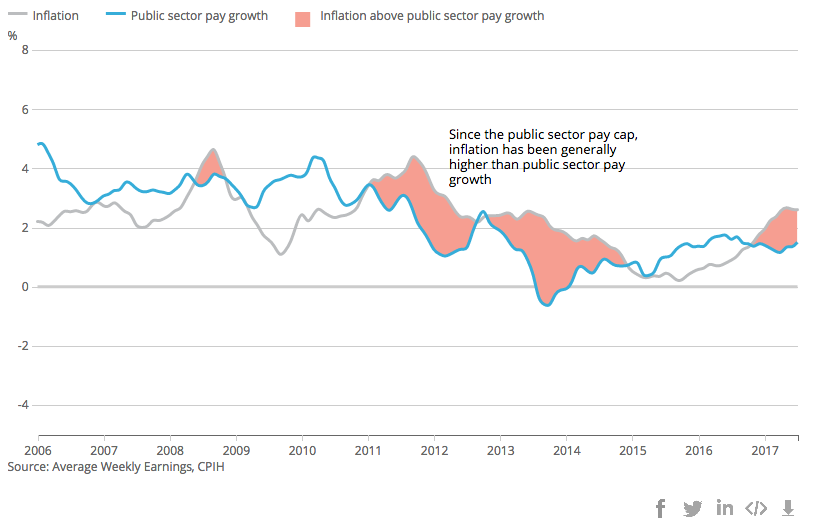 Inflation Public sector pay growth Inflation above public sector pay growth
%
8
6
Since the public sector pay cap,
inflation has been generally
higher than public sector pay
growth
4
2
0
-2
-4
2006 2007 2008 2009 2010 2011 2012 2013 2014 2015 2016 2017
Source: Average Weekly Earnings, CPIH